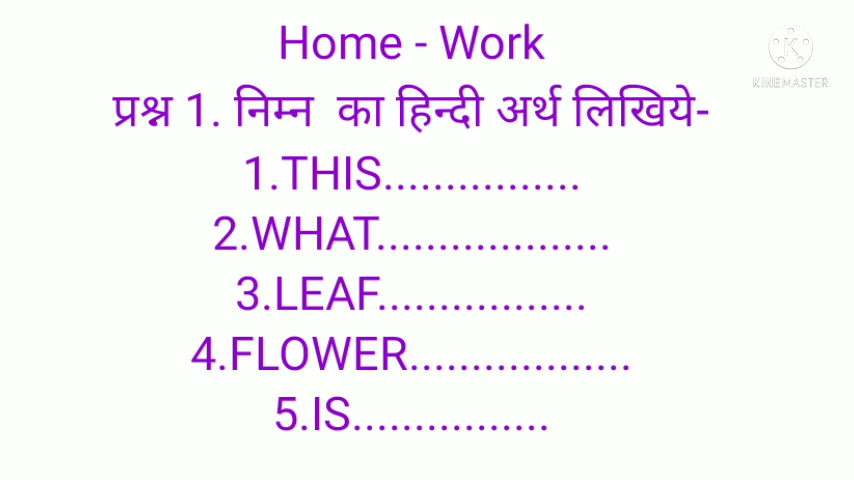 Home - Work
KINEMASTER
प्रश्न 1. निम्न का हिन्दी अर्थ लिखिये-
1.THIS................
2.WHAT...................
3.LEAF.................
4.FLOWER..................
5.IS................